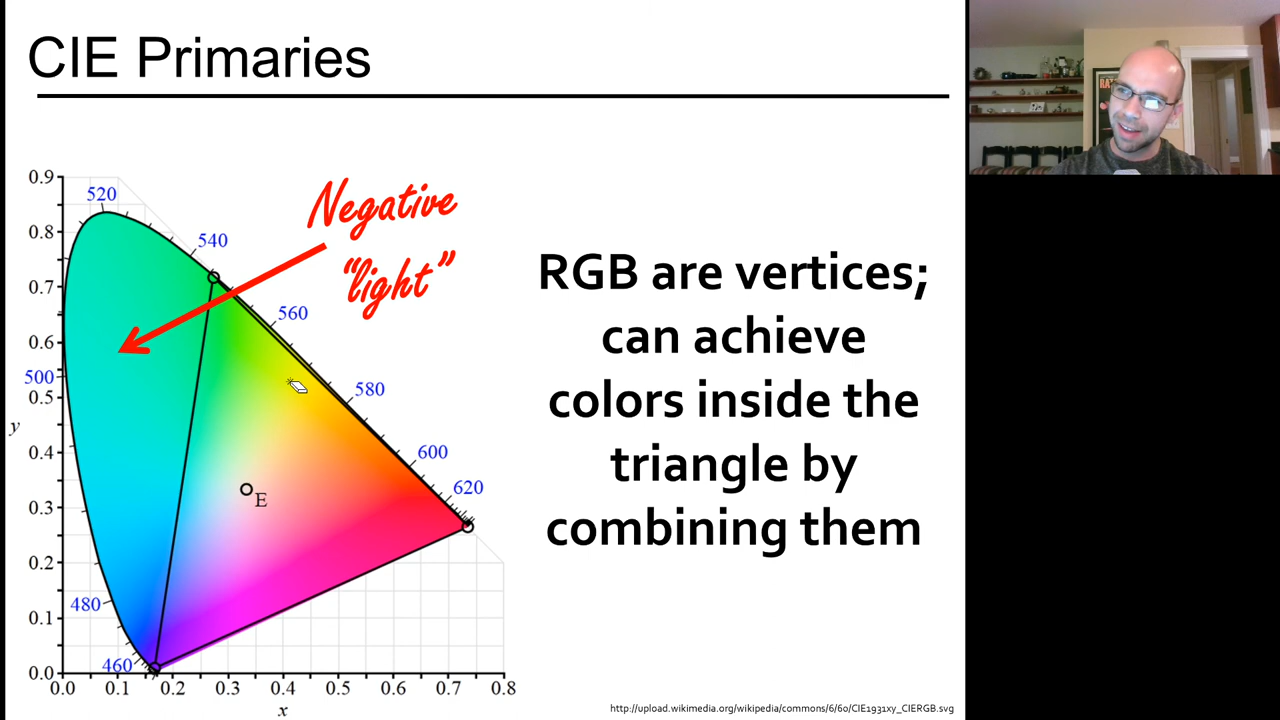 CIE Primaries
Negative
“light”
RGB are vertices;
can achieve
colors inside the
triangle by
combining them
0.9
0.8
0.7
0.6
0.5
0.4
0.3
0.2
0.1
0.0
y
520
540
560
580
600
620
500
480
460
E
0.0 0.1 0.2 0.3 0.4 0.5 0.6 0.7 0.8
x
http://upload.wikimedia.org/wikipedia/commons/6/60/CIE1931xy_CIERGB.svg